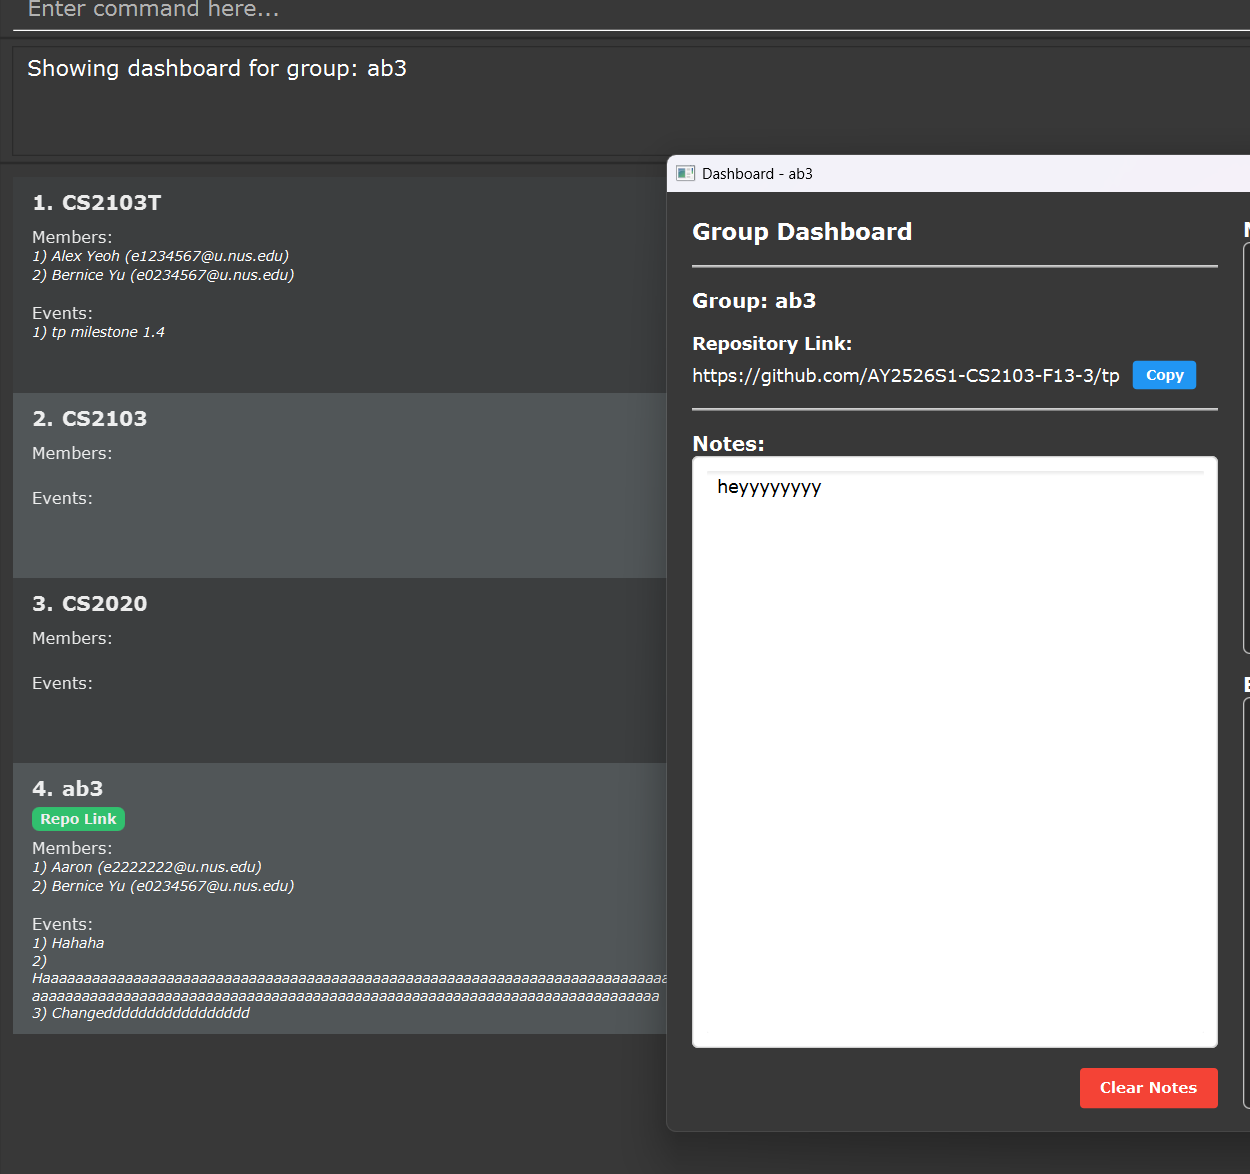 Enter command here...
Showing dashboard for group: ab3
1. CS2103T
Members:
1) Alex Yeoh (e1234567@u.nus.edu)
2) Bernice Yu (e0234567@u.nus.edu)
Events:
1) tp milestone 1.4
2. CS2103
Members:
Events:
3. CS2020
Members:
Events:
4. ab3
Repo Link
Members:
1) Aaron (e2222222@u.nus.edu)
2) Bernice Yu (e0234567@u.nus.edu)
Events:
1) Hahaha
2)
3) Changeddddddddddddddddd
Dashboard - ab3
Group Dashboard
Group: ab3
Repository Link:
https://github.com/AY2526S1-CS2103-F13-3/tp
Copy
Notes:
heyyyyyyyy
Clear Notes